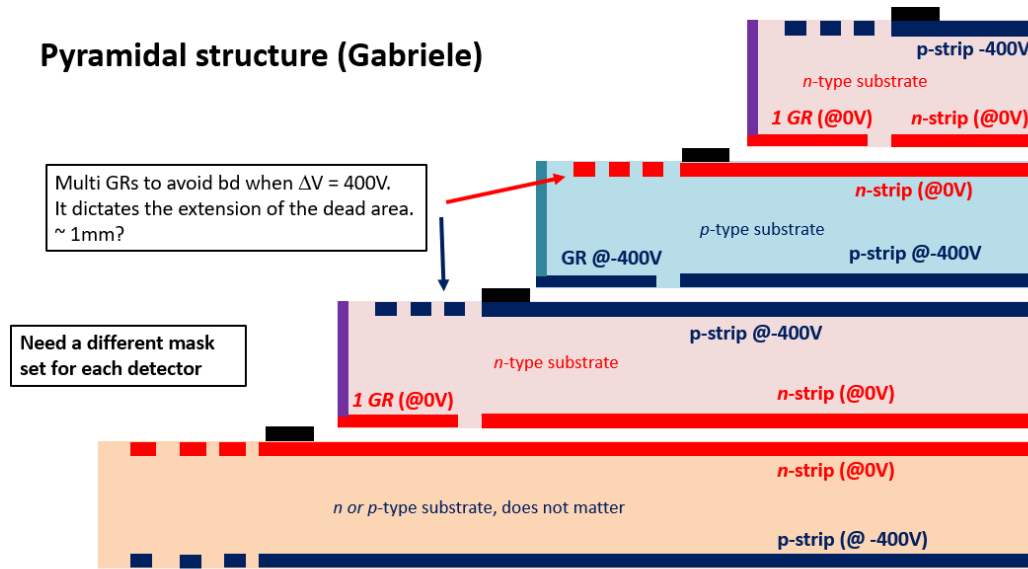 Pyramidal structure (Gabriele)
p-strip -400V
n-type substrate
1 GR (@0V)
n-strip (@0V)
Multi GRs to avoid bd when ΔV = 400V.
It dictates the extension of the dead area.
~ 1mm?
n-strip (@0V)
p-type substrate
GR @-400V
p-strip @-400V
p-strip @-400V
Need a different mask
set for each detector
n-type substrate
1 GR (@0V)
n-strip (@0V)
n-strip (@0V)
n or p-type substrate, does not matter
p-strip (@ -400V)